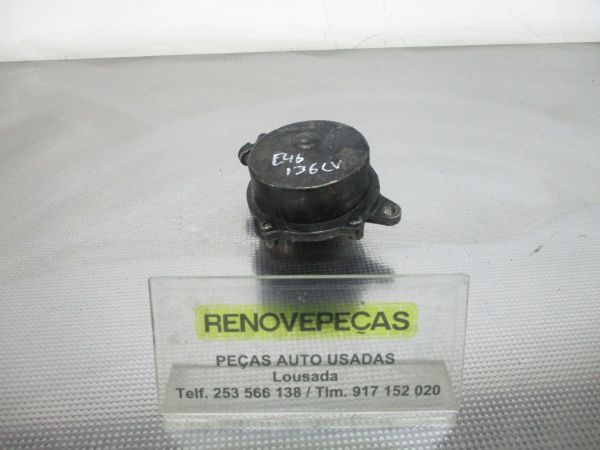 E46
136CV
RENOVEPEÇAS
PEÇAS AUTO USADAS
Lousada
Telf. 253 566 138 / Tlm. 917 152 020